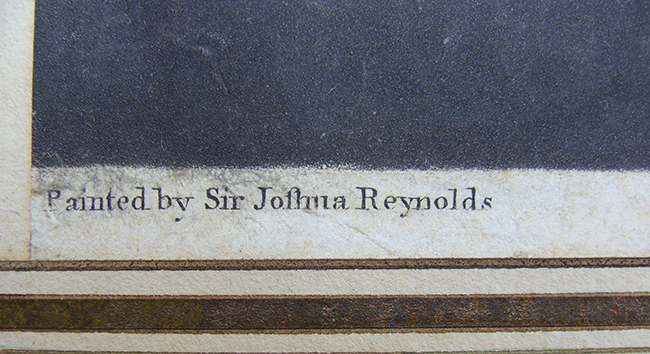 Painted by Sir Joſhua Reynolds